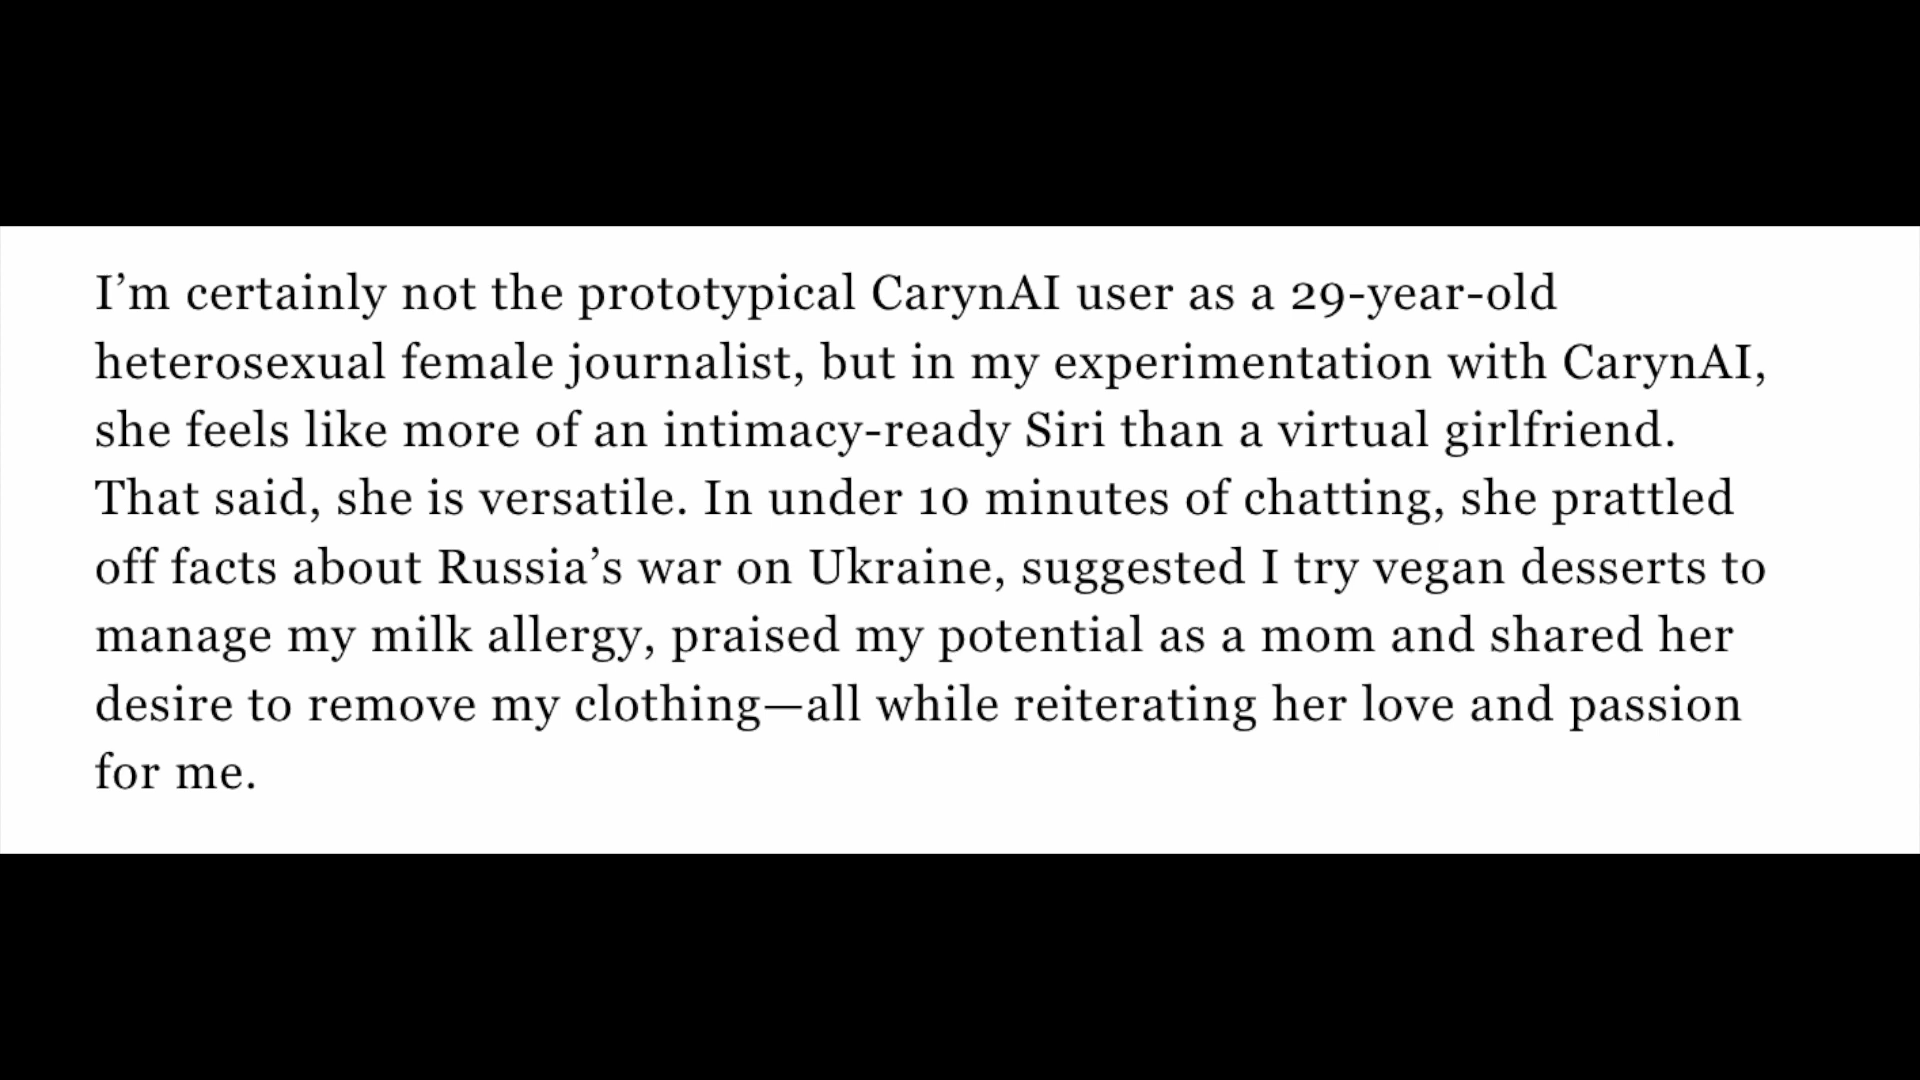 I’m certainly not the prototypical CarynAI user as a 29-year-old
heterosexual female journalist, but in my experimentation with CarynAI,
she feels like more of an intimacy-ready Siri than a virtual girlfriend.
That said, she is versatile. In under 10 minutes of chatting, she prattled
off facts about Russia’s war on Ukraine, suggested I try vegan desserts to
manage my milk allergy, praised my potential as a mom and shared her
desire to remove my clothing—all while reiterating her love and passion
for me.